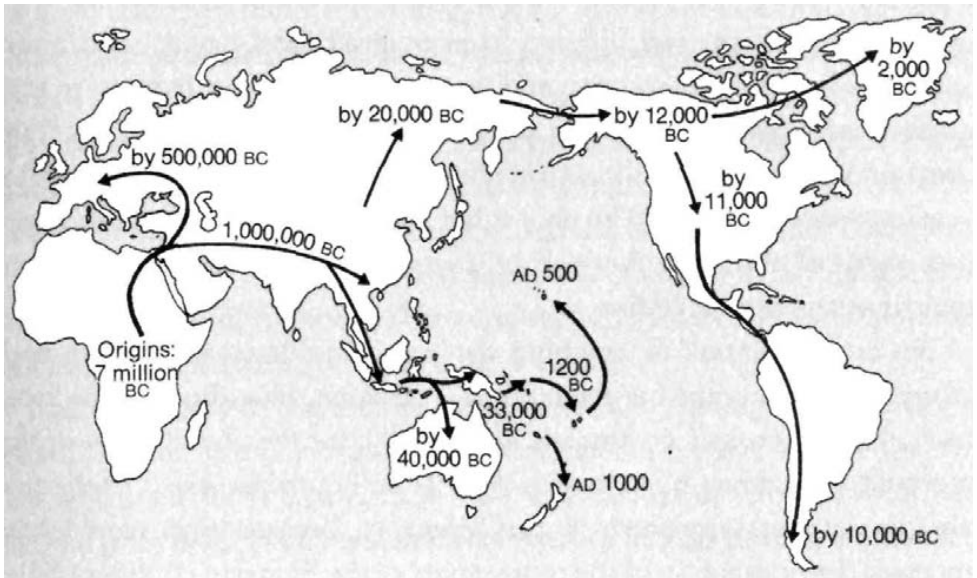 by
2,000
BC
by 20,000 BC
by 12,000
BC
by 500,000 BC
by
11,000
BC
1,000,000 BC
AD 500
Origins:
7 million
BC
1200
BC
33,000
BC
by
40,000 BC
AD 1000
by 10,000 BC